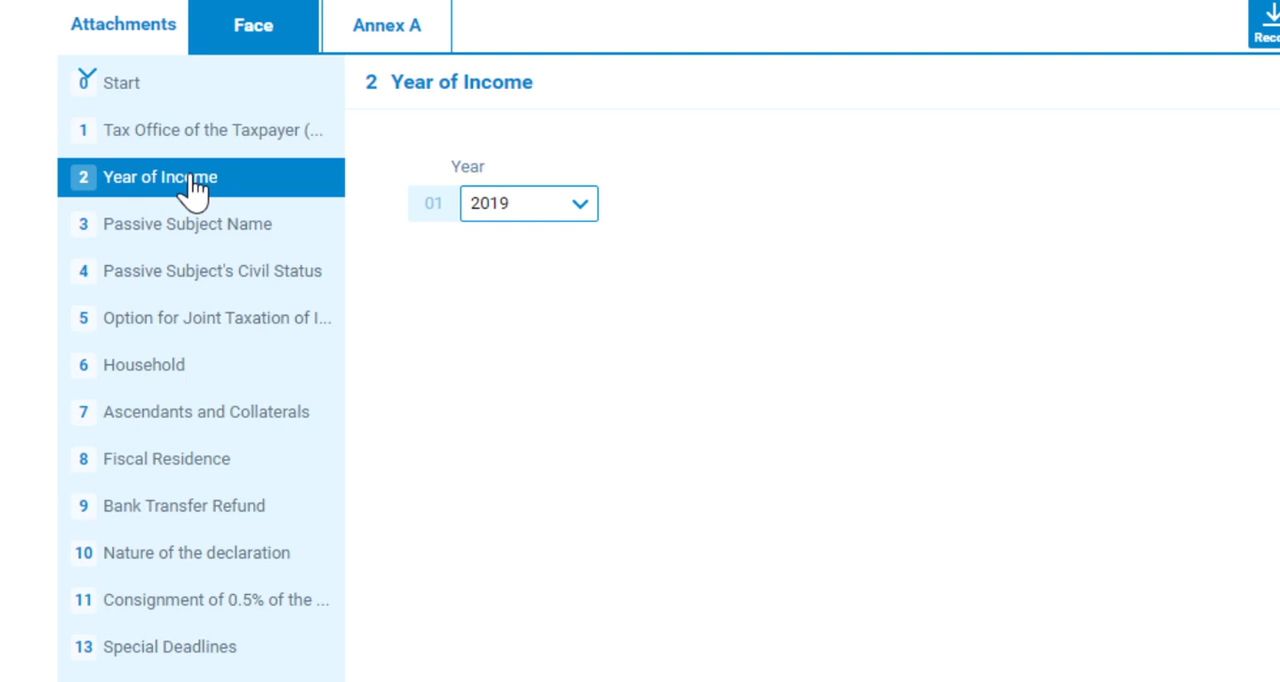 Attachments Face Annex A
Reco
0 Start
2 Year of Income
1 Tax Office of the Taxpayer (...
2 Year of Income
3 Passive Subject Name
4 Passive Subject's Civil Status
5 Option for Joint Taxation of I...
6 Household
7 Ascendants and Collaterals
8 Fiscal Residence
9 Bank Transfer Refund
10 Nature of the declaration
11 Consignment of 0.5% of the ...
13 Special Deadlines
Year
01 2019